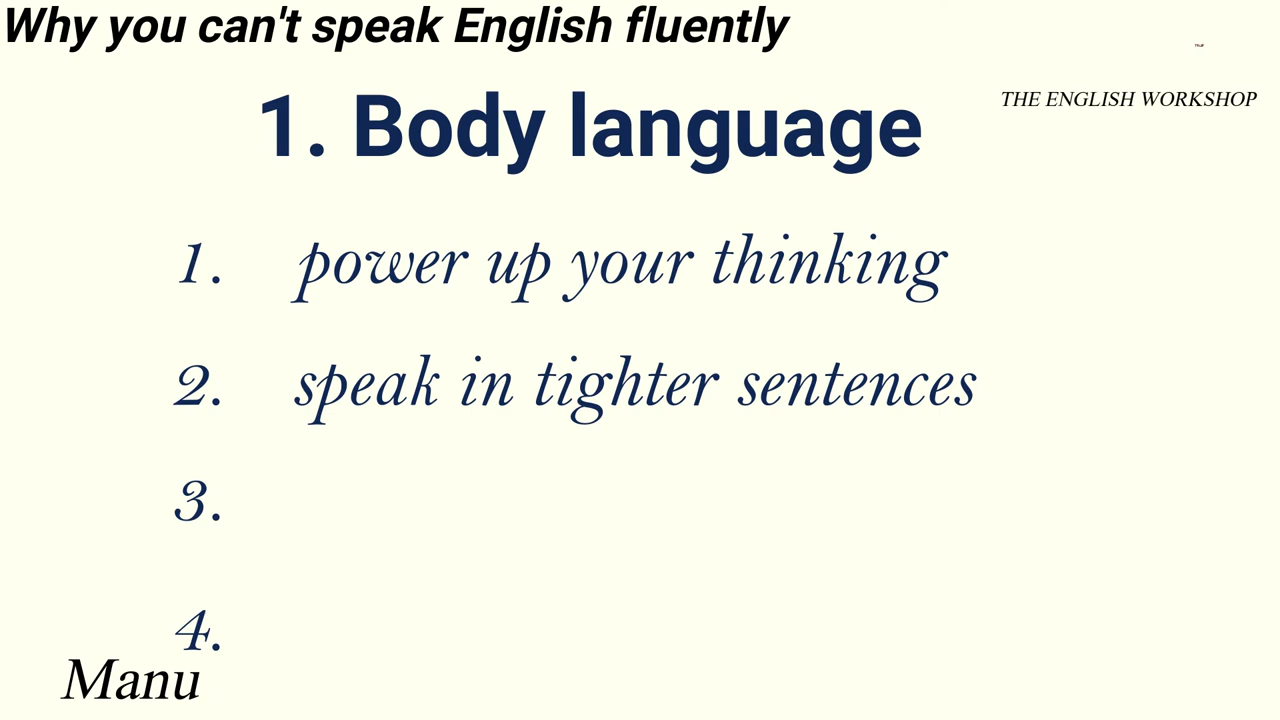 Why you can't speak English fluently
THE ENGLISH WORKSHOP
1. Body language
1. power up your thinking
2. speak in tighter sentences
3.
4.
Manu